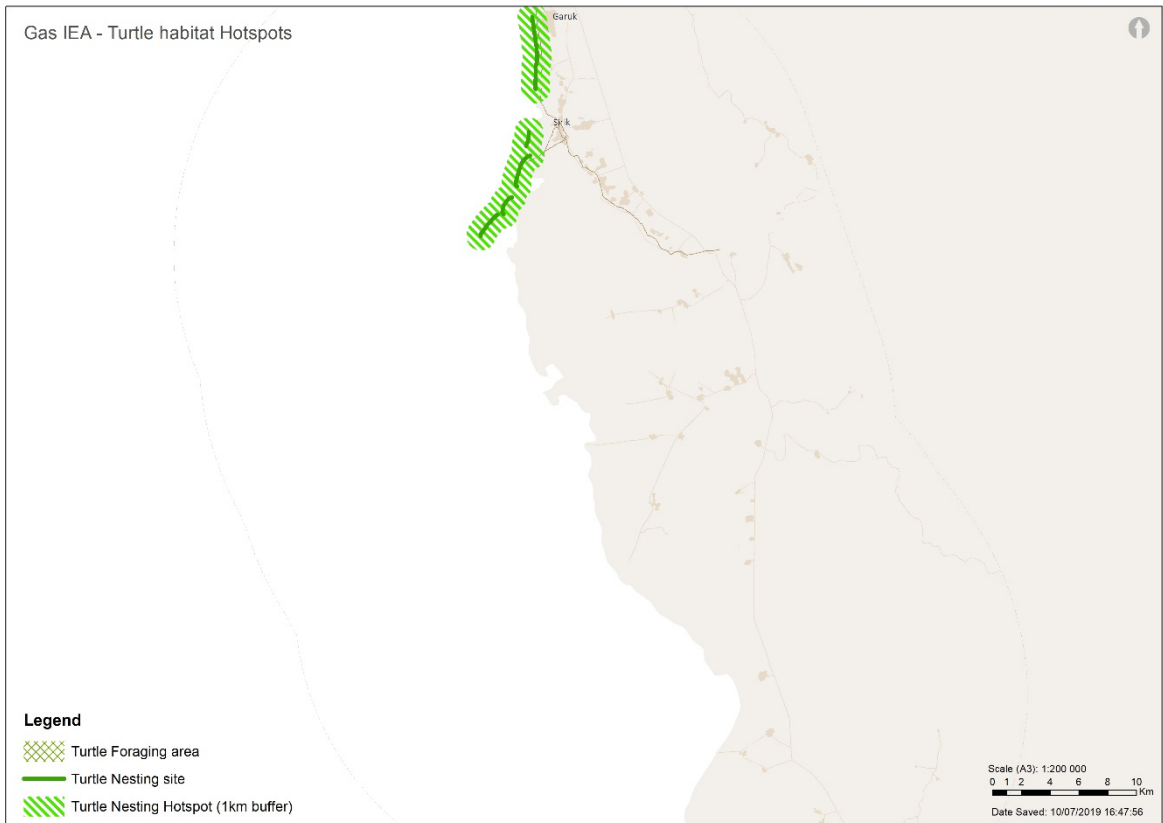 Gas IEA - Turtle habitat Hotspots
Garuk
Sirik
Legend
Turtle Foraging area
Turtle Nesting site
Turtle Nesting Hotspot (1km buffer)
Scale (A3): 1:200 000
0 1 2 4 6 8 10
Km
Date Saved: 10/07/2019 16:47:56